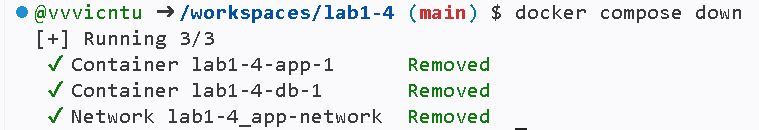 @vvvicntu → /workspaces/lab1-4 (main) $ docker compose down
[+] Running 3/3
✓ Container lab1-4-app-1 Removed
✓ Container lab1-4-db-1 Removed
✓ Network lab1-4_app-network Removed